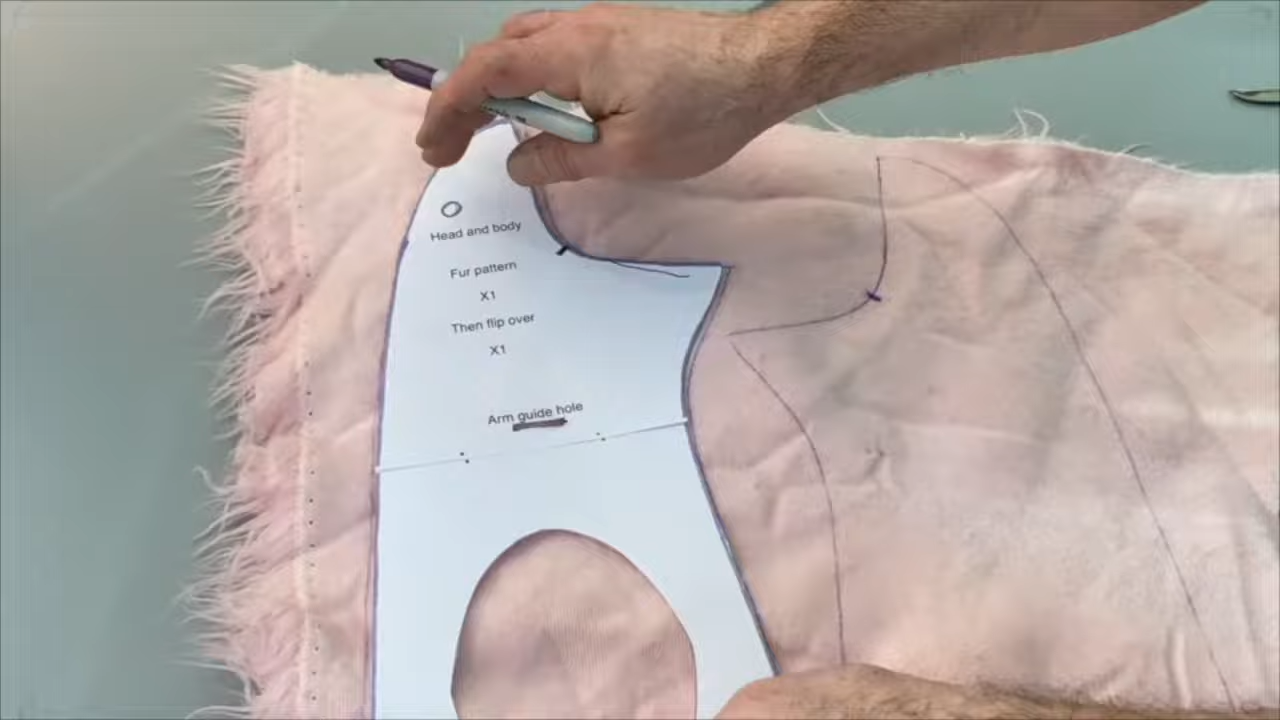 Head and body
Fur pattern
X1
Then flip over
X1
Arm guide hole